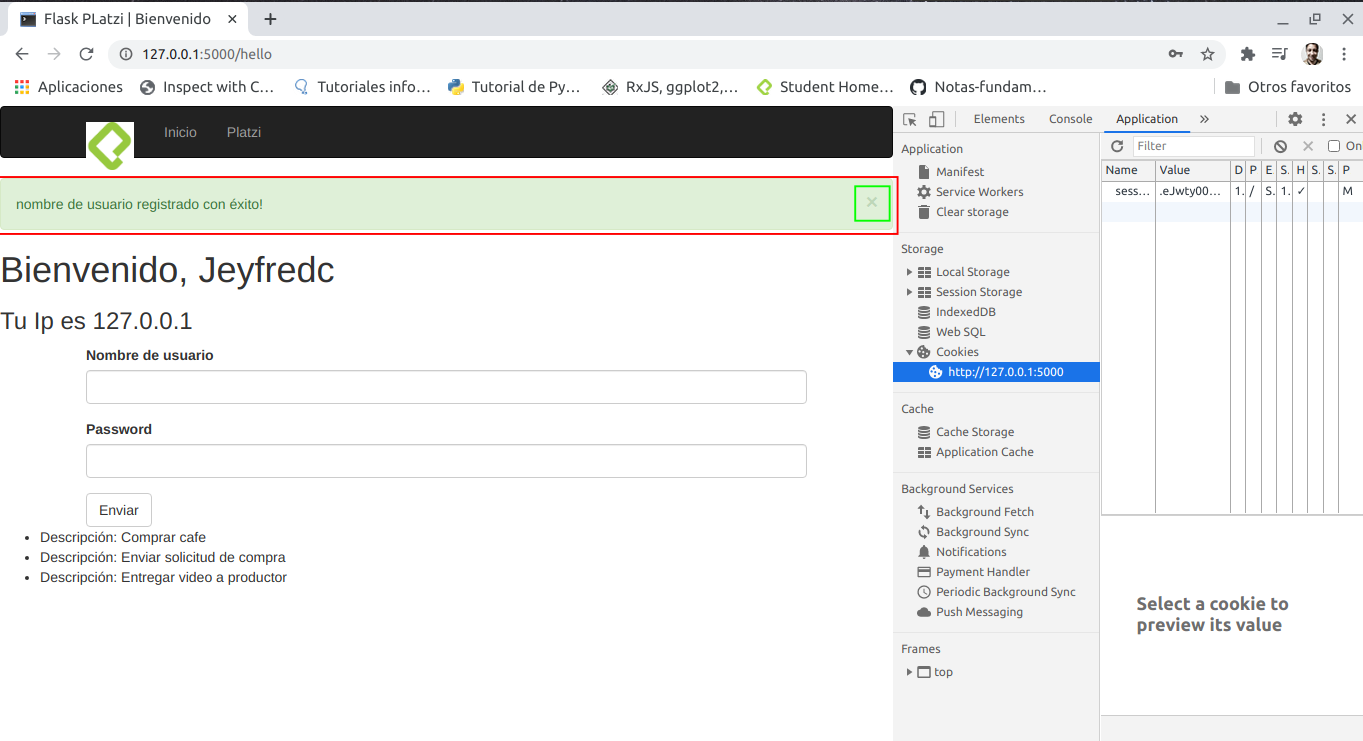 Flask PLatzi | Bienvenido
127.0.0.1:5000/hello
Aplicaciones Inspect with C... Tutoriales info... Tutorial de Py... RxJS, ggplot2,... Student Home... Notas-fundam... Otros favoritos
Inicio Platzi
nombre de usuario registrado con éxito!
Bienvenido, Jeyfredc
Tu Ip es 127.0.0.1
Nombre de usuario
Password
Enviar
Descripción: Comprar cafe
Descripción: Enviar solicitud de compra
Descripción: Entregar video a productor
Elements Console Application
Application
Manifest
Service Workers
Clear storage
Storage
Local Storage
Session Storage
IndexedDB
Web SQL
Cookies
http://127.0.0.1:5000
Cache
Cache Storage
Application Cache
Background Services
Background Fetch
Background Sync
Notifications
Payment Handler
Periodic Background Sync
Push Messaging
Frames
top
Filter On
Name Value D P E S. H S. S. P
sess... .eJwty00... 1. / S. 1. ✓ M
Select a cookie to
preview its value